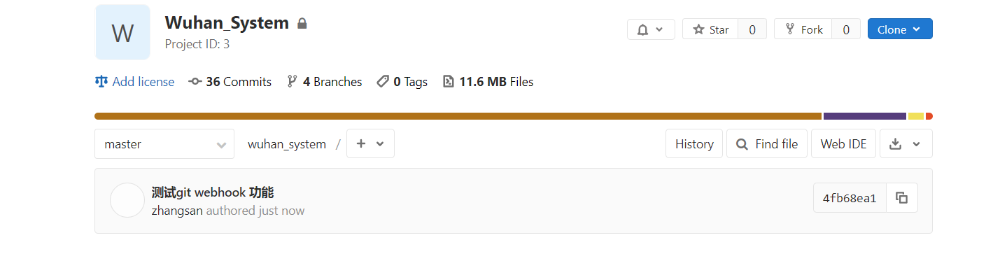 W
Wuhan_System
Project ID: 3
Star 0 Fork 0 Clone
Add license 36 Commits 4 Branches 0 Tags 11.6 MB Files
master wuhan_system / + History Find file Web IDE
测试git webhook 功能
zhangsan authored just now
4fb68ea1